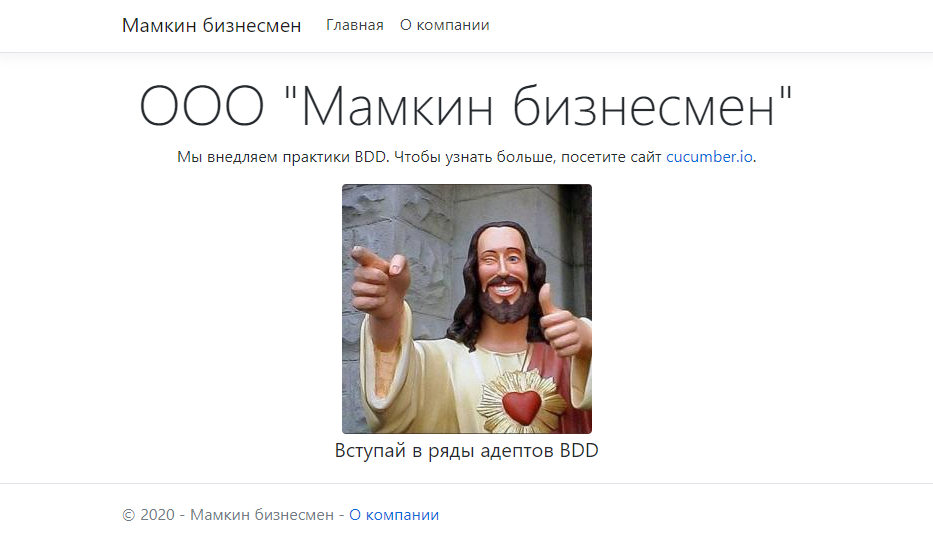 Мамкин бизнесмен Главная О компании
ООО "Мамкин бизнесмен"
Мы внедляем практики BDD. Чтобы узнать больше, посетите сайт cucumber.io.
Вступай в ряды адептов BDD
© 2020 - Мамкин бизнесмен - О компании